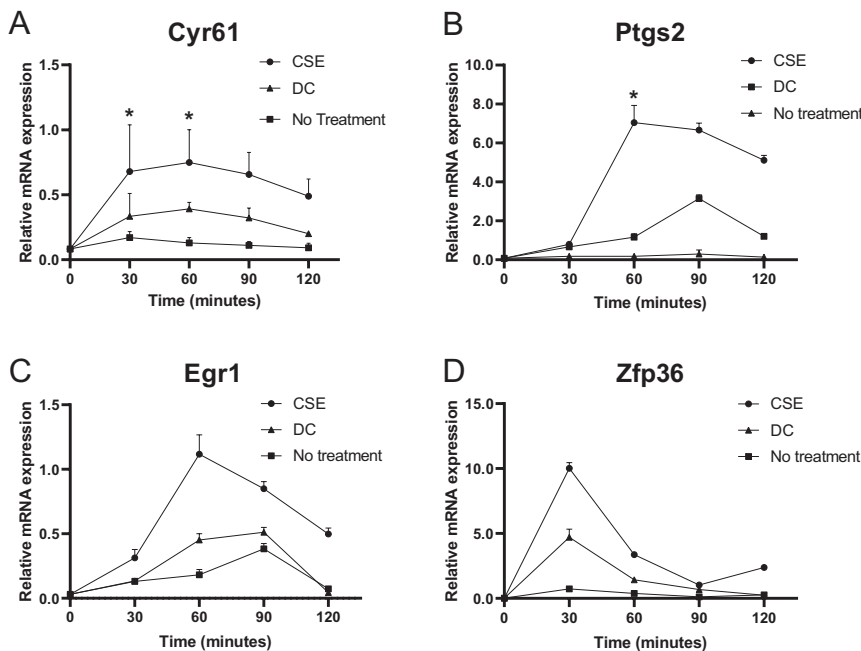 A
Cyr61
Relative mRNA expression
1.5
1.0
0.5
0.0
*
*
CSE
DC
No Treatment
0
30
60
90
120
Time (minutes)
B
Ptgs2
Relative mRNA expression
10.0
8.0
6.0
4.0
2.0
0.0
*
CSE
DC
No treatment
0
30
60
90
120
Time (minutes)
C
Egr1
Relative mRNA expression
1.5
1.0
0.5
0.0
CSE
DC
No treatment
0
30
60
90
120
Time (minutes)
D
Zfp36
Relative mRNA expression
15.0
10.0
5.0
0.0
CSE
DC
No treatment
0
30
60
90
120
Time (minutes)